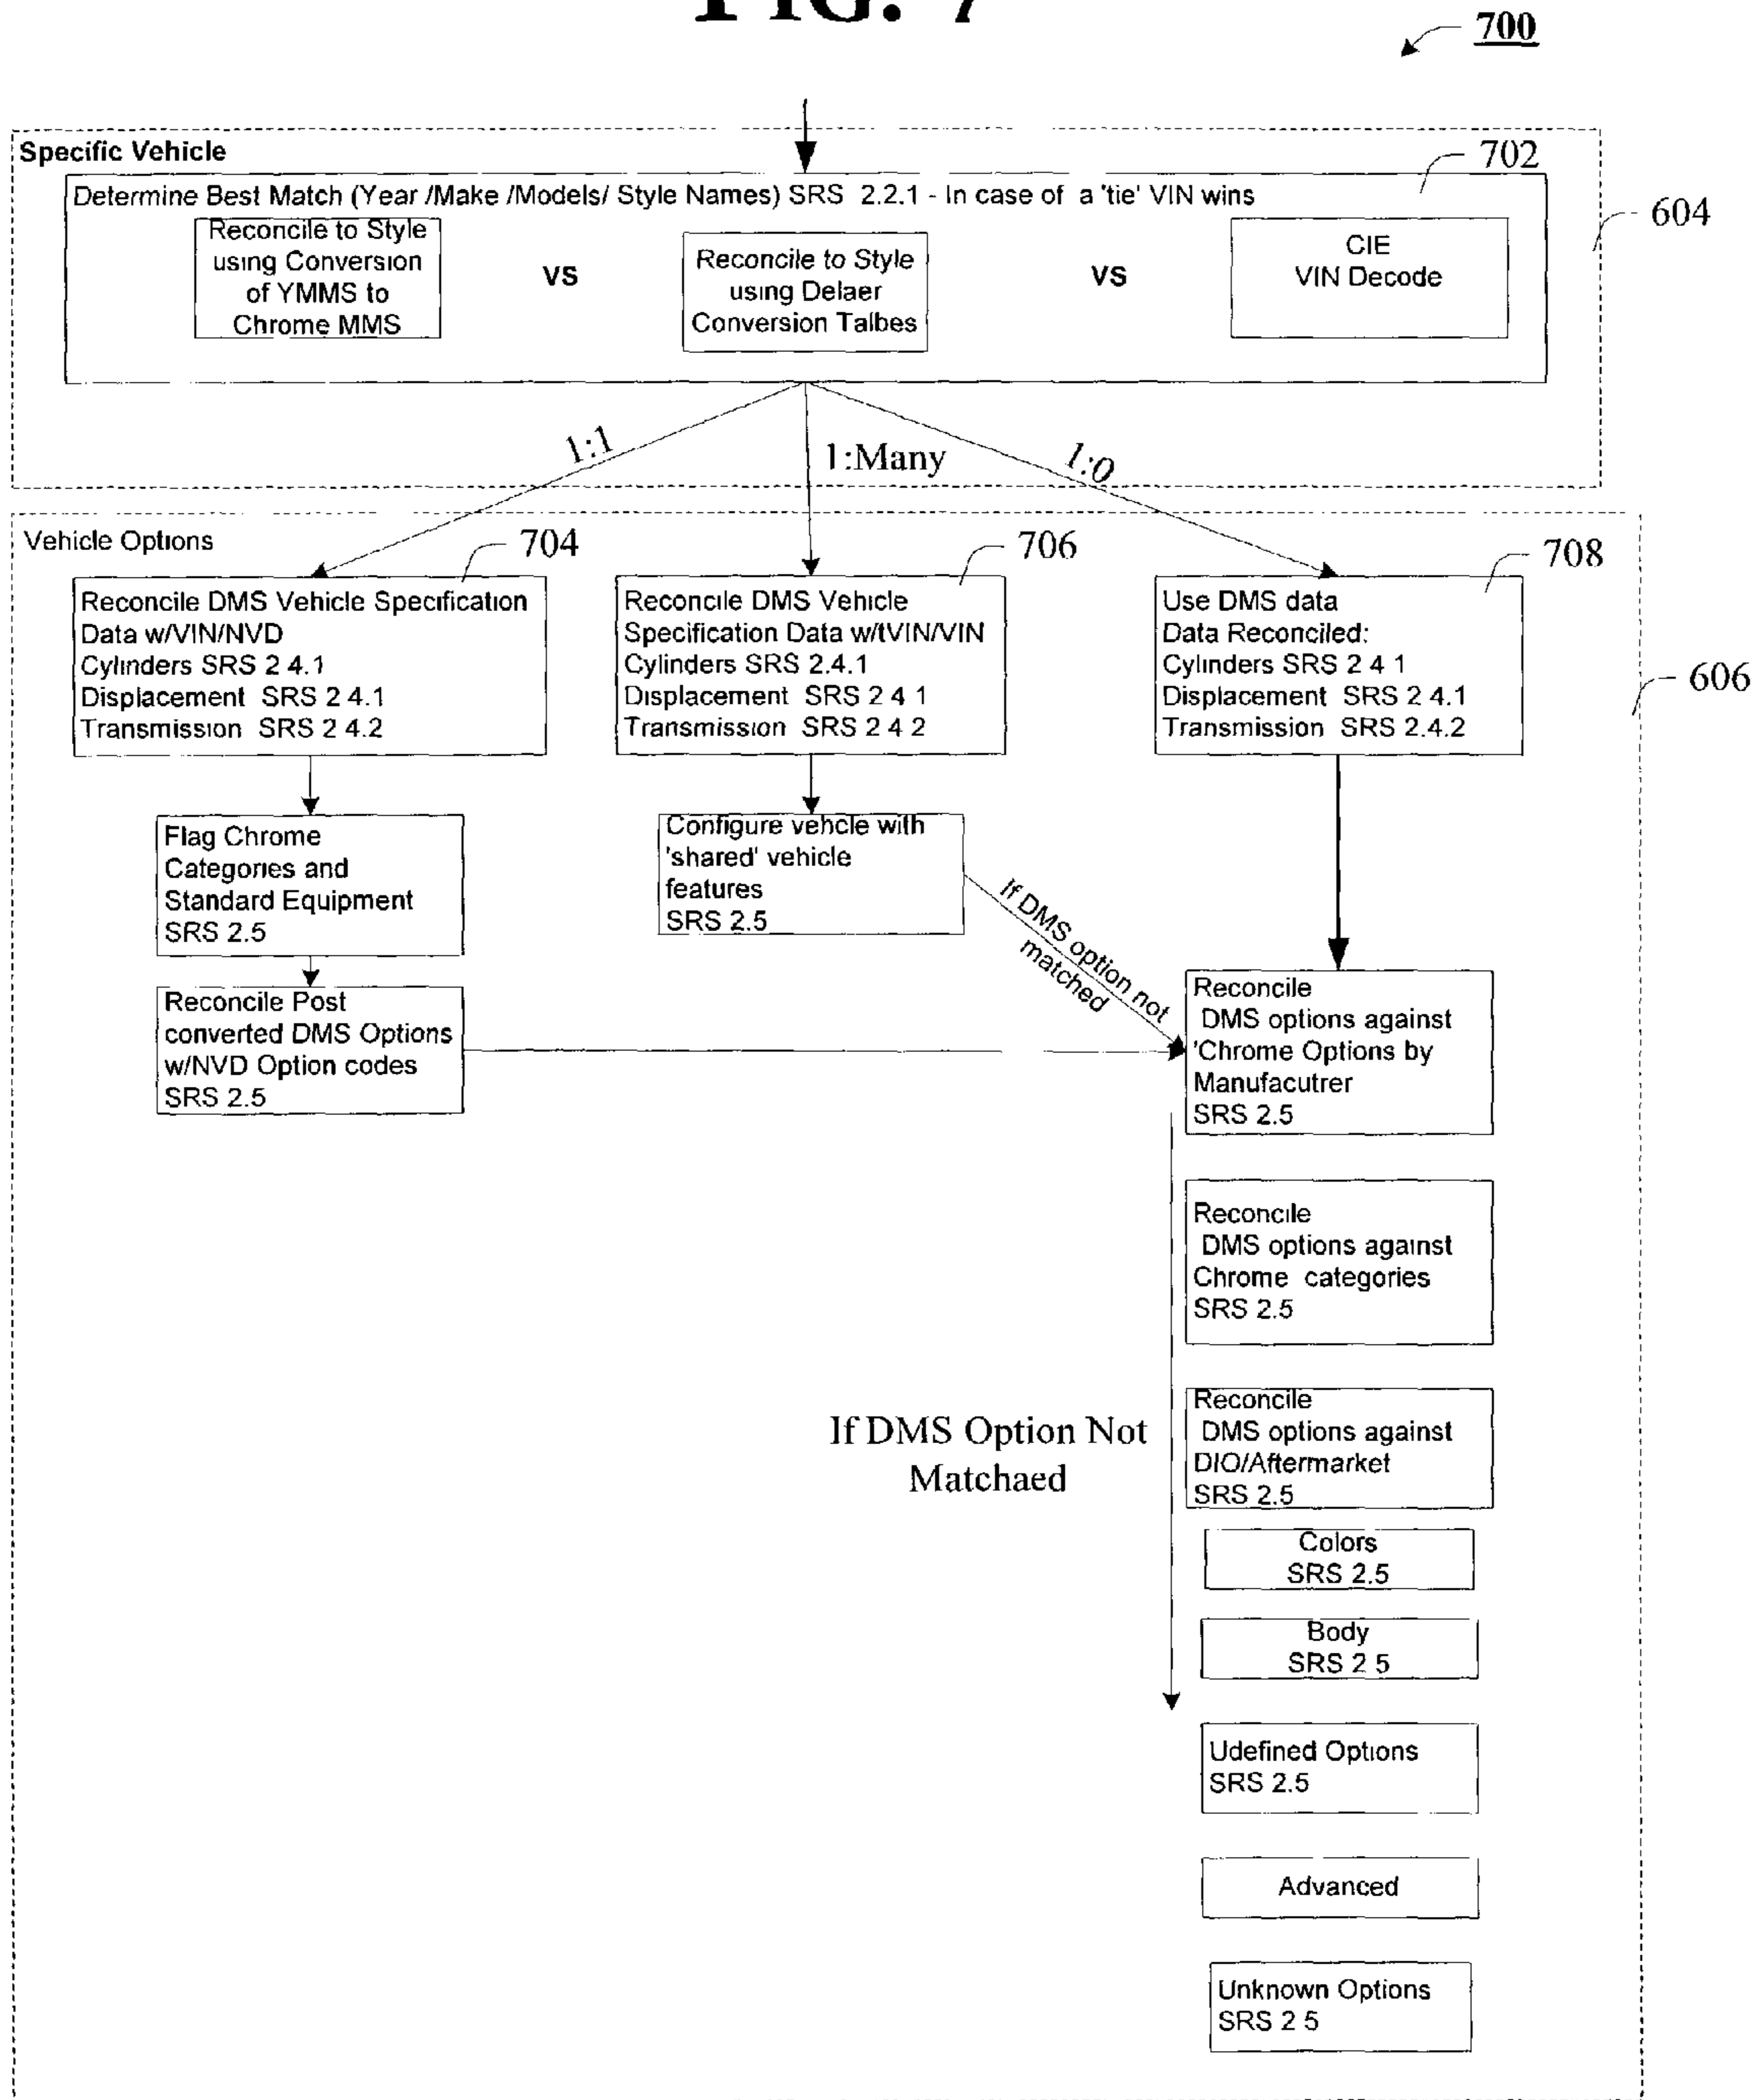 FIG. 7
700
Specific Vehicle
702
Determine Best Match (Year /Make /Models/ Style Names) SRS 2.2.1 - In case of a 'tie' VIN wins
604
Reconcile to Style
using Conversion
of YMMS to
Chrome MMS
VS
Reconcile to Style
using Delaer
Conversion Talbes
VS
CIE
VIN Decode
1:1
1:Many
1:0
Vehicle Options
704
706
708
Reconcile DMS Vehicle Specification
Data w/VIN/NVD
Cylinders SRS 2 4.1
Displacement SRS 2 4.1
Transmission SRS 2 4.2
Reconcile DMS Vehicle
Specification Data w/tVIN/VIN
Cylinders SRS 2.4.1
Displacement SRS 2 4 1
Transmission SRS 2 4 2
Use DMS data
Data Reconciled:
Cylinders SRS 2 4 1
Displacement SRS 2 4.1
Transmission SRS 2.4.2
606
Flag Chrome
Categories and
Standard Equipment
SRS 2.5
Configure vehcle with
'shared' vehicle
features
SRS 2.5
If DMS option not
matched
Reconcile Post
converted DMS Options
w/NVD Option codes
SRS 2.5
Reconcile
DMS options against
'Chrome Options by
Manufacutrer
SRS 2.5
Reconcile
DMS options against
Chrome categories
SRS 2.5
If DMS Option Not
Matchaed
Reconcile
DMS options against
DIO/Aftermarket
SRS 2.5
Colors
SRS 2.5
Body
SRS 2 5
Udefined Options
SRS 2.5
Advanced
Unknown Options
SRS 2 5